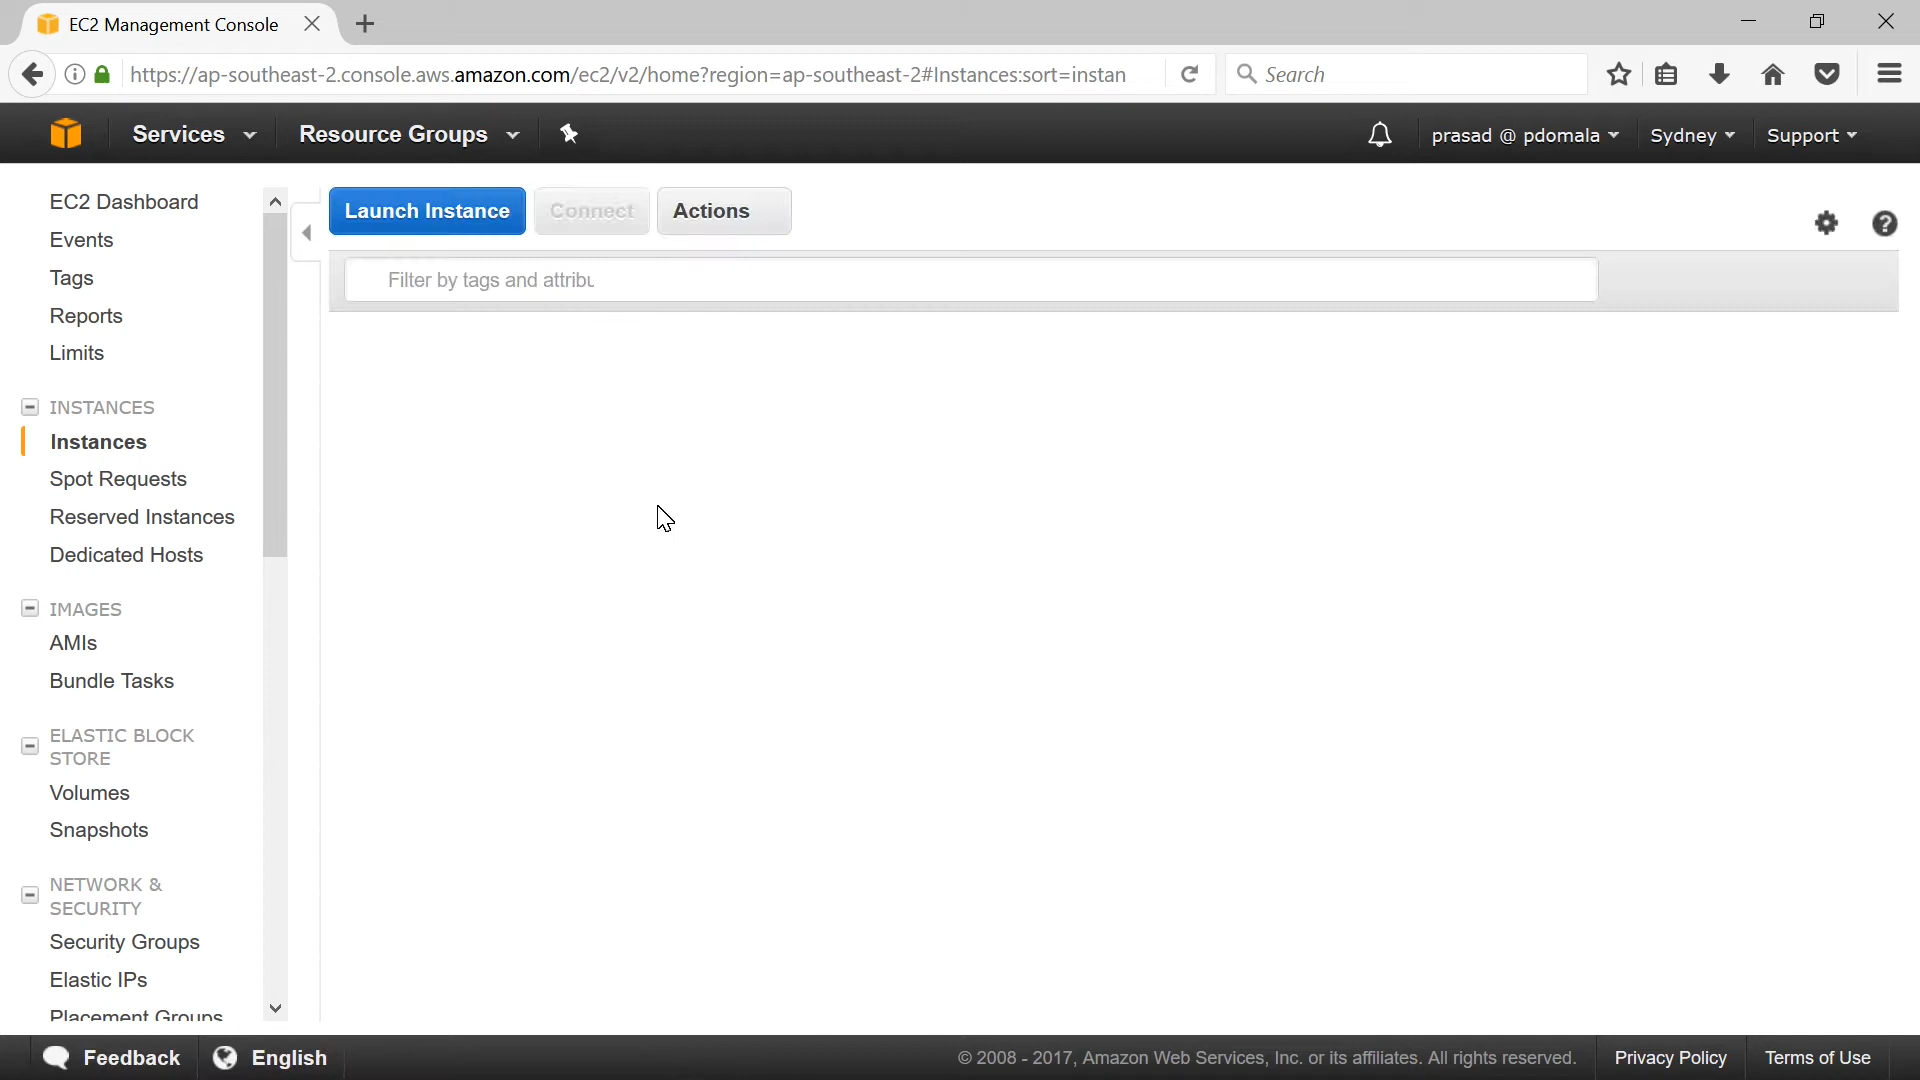 EC2 Management Console
https://ap-southeast-2.console.aws.amazon.com/ec2/v2/home?region=ap-southeast-2#Instances:sort=instan
Search
Services
Resource Groups
prasad @ pdomala
Sydney
Support
EC2 Dashboard
Events
Tags
Reports
Limits
INSTANCES
Instances
Spot Requests
Reserved Instances
Dedicated Hosts
IMAGES
AMIs
Bundle Tasks
ELASTIC BLOCK
STORE
Volumes
Snapshots
NETWORK &
SECURITY
Security Groups
Elastic IPs
Placement Groups
Launch Instance
Connect
Actions
Filter by tags and attribu
Feedback
English
© 2008 - 2017, Amazon Web Services, Inc. or its affiliates. All rights reserved.
Privacy Policy
Terms of Use